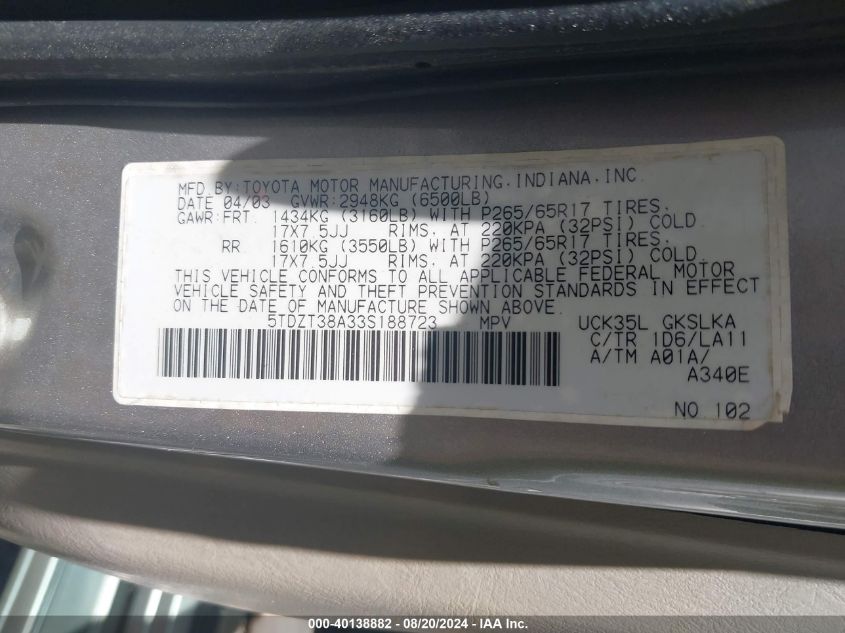 MFD.BY:TOYOTA MOTOR MANUFACTURING.INDIANA,INC.
DATE 04/03 GVWR:2948KG (6500LB)
GAWR:FRT. 1434KG (3160LB) WITH P265/65R17 TIRES.
17X7.5JJ RIMS. AT 220KPA (32PSI) COLD
RR 1610KG (3550LB) WITH P265/65R17 TIRES.
17X7.5JJ RIMS. AT 220KPA (32PSI) COLD.
THIS VEHICLE CONFORMS TO ALL APPLICABLE FEDERAL MOTOR
VEHICLE SAFETY AND THEFT PREVENTION STANDARDS IN EFFECT
ON THE DATE OF MANUFACTURE SHOWN ABOVE.
5TDZT38A33S188723 MPV UCK35L GKSLKA
C/TR 1D6/LA11
A/TM A01A/
A340E
NO.102
000-40138882 - 08/20/2024 - IAA Inc.